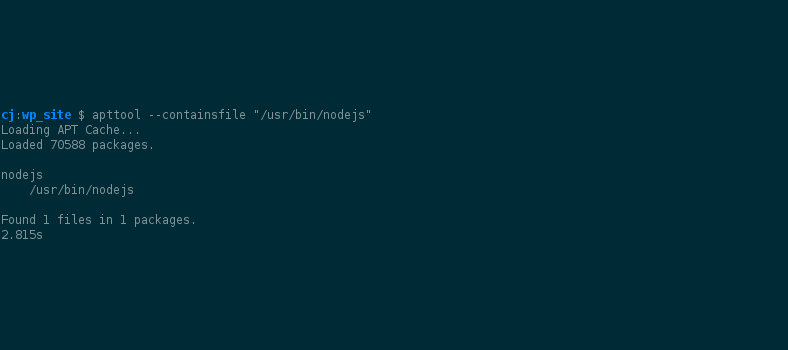 cj:wp_site $ apttool --containsfile "/usr/bin/nodejs"
Loading APT Cache...
Loaded 70588 packages.
nodejs
/usr/bin/nodejs
Found 1 files in 1 packages.
2.815s